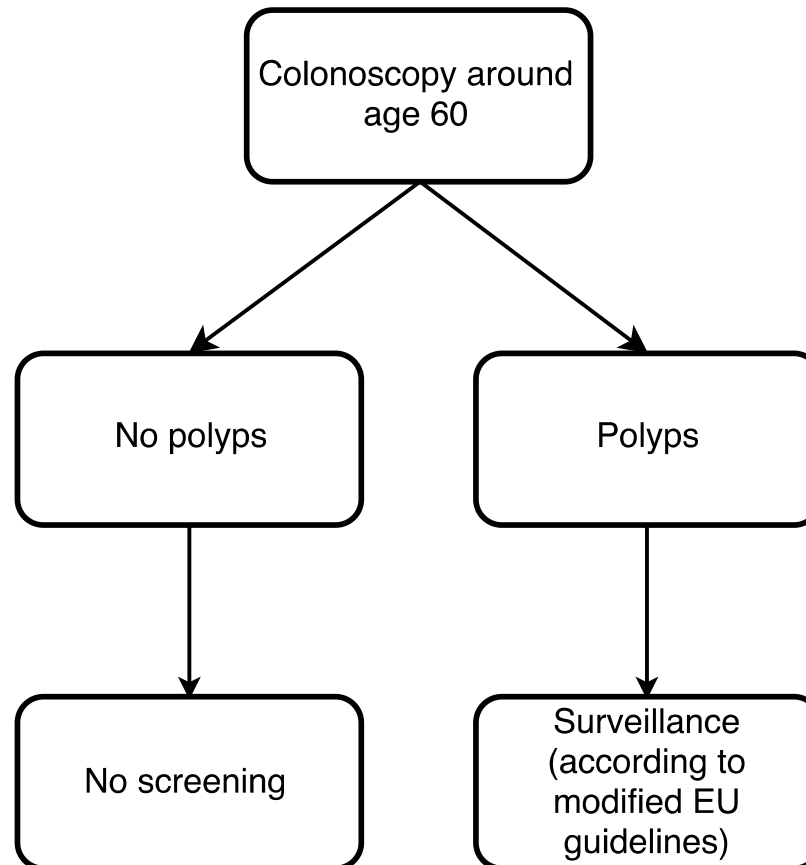 Colonoscopy around
age 60
No polyps
Polyps
No screening
Surveillance
(according to
modified EU
guidelines)